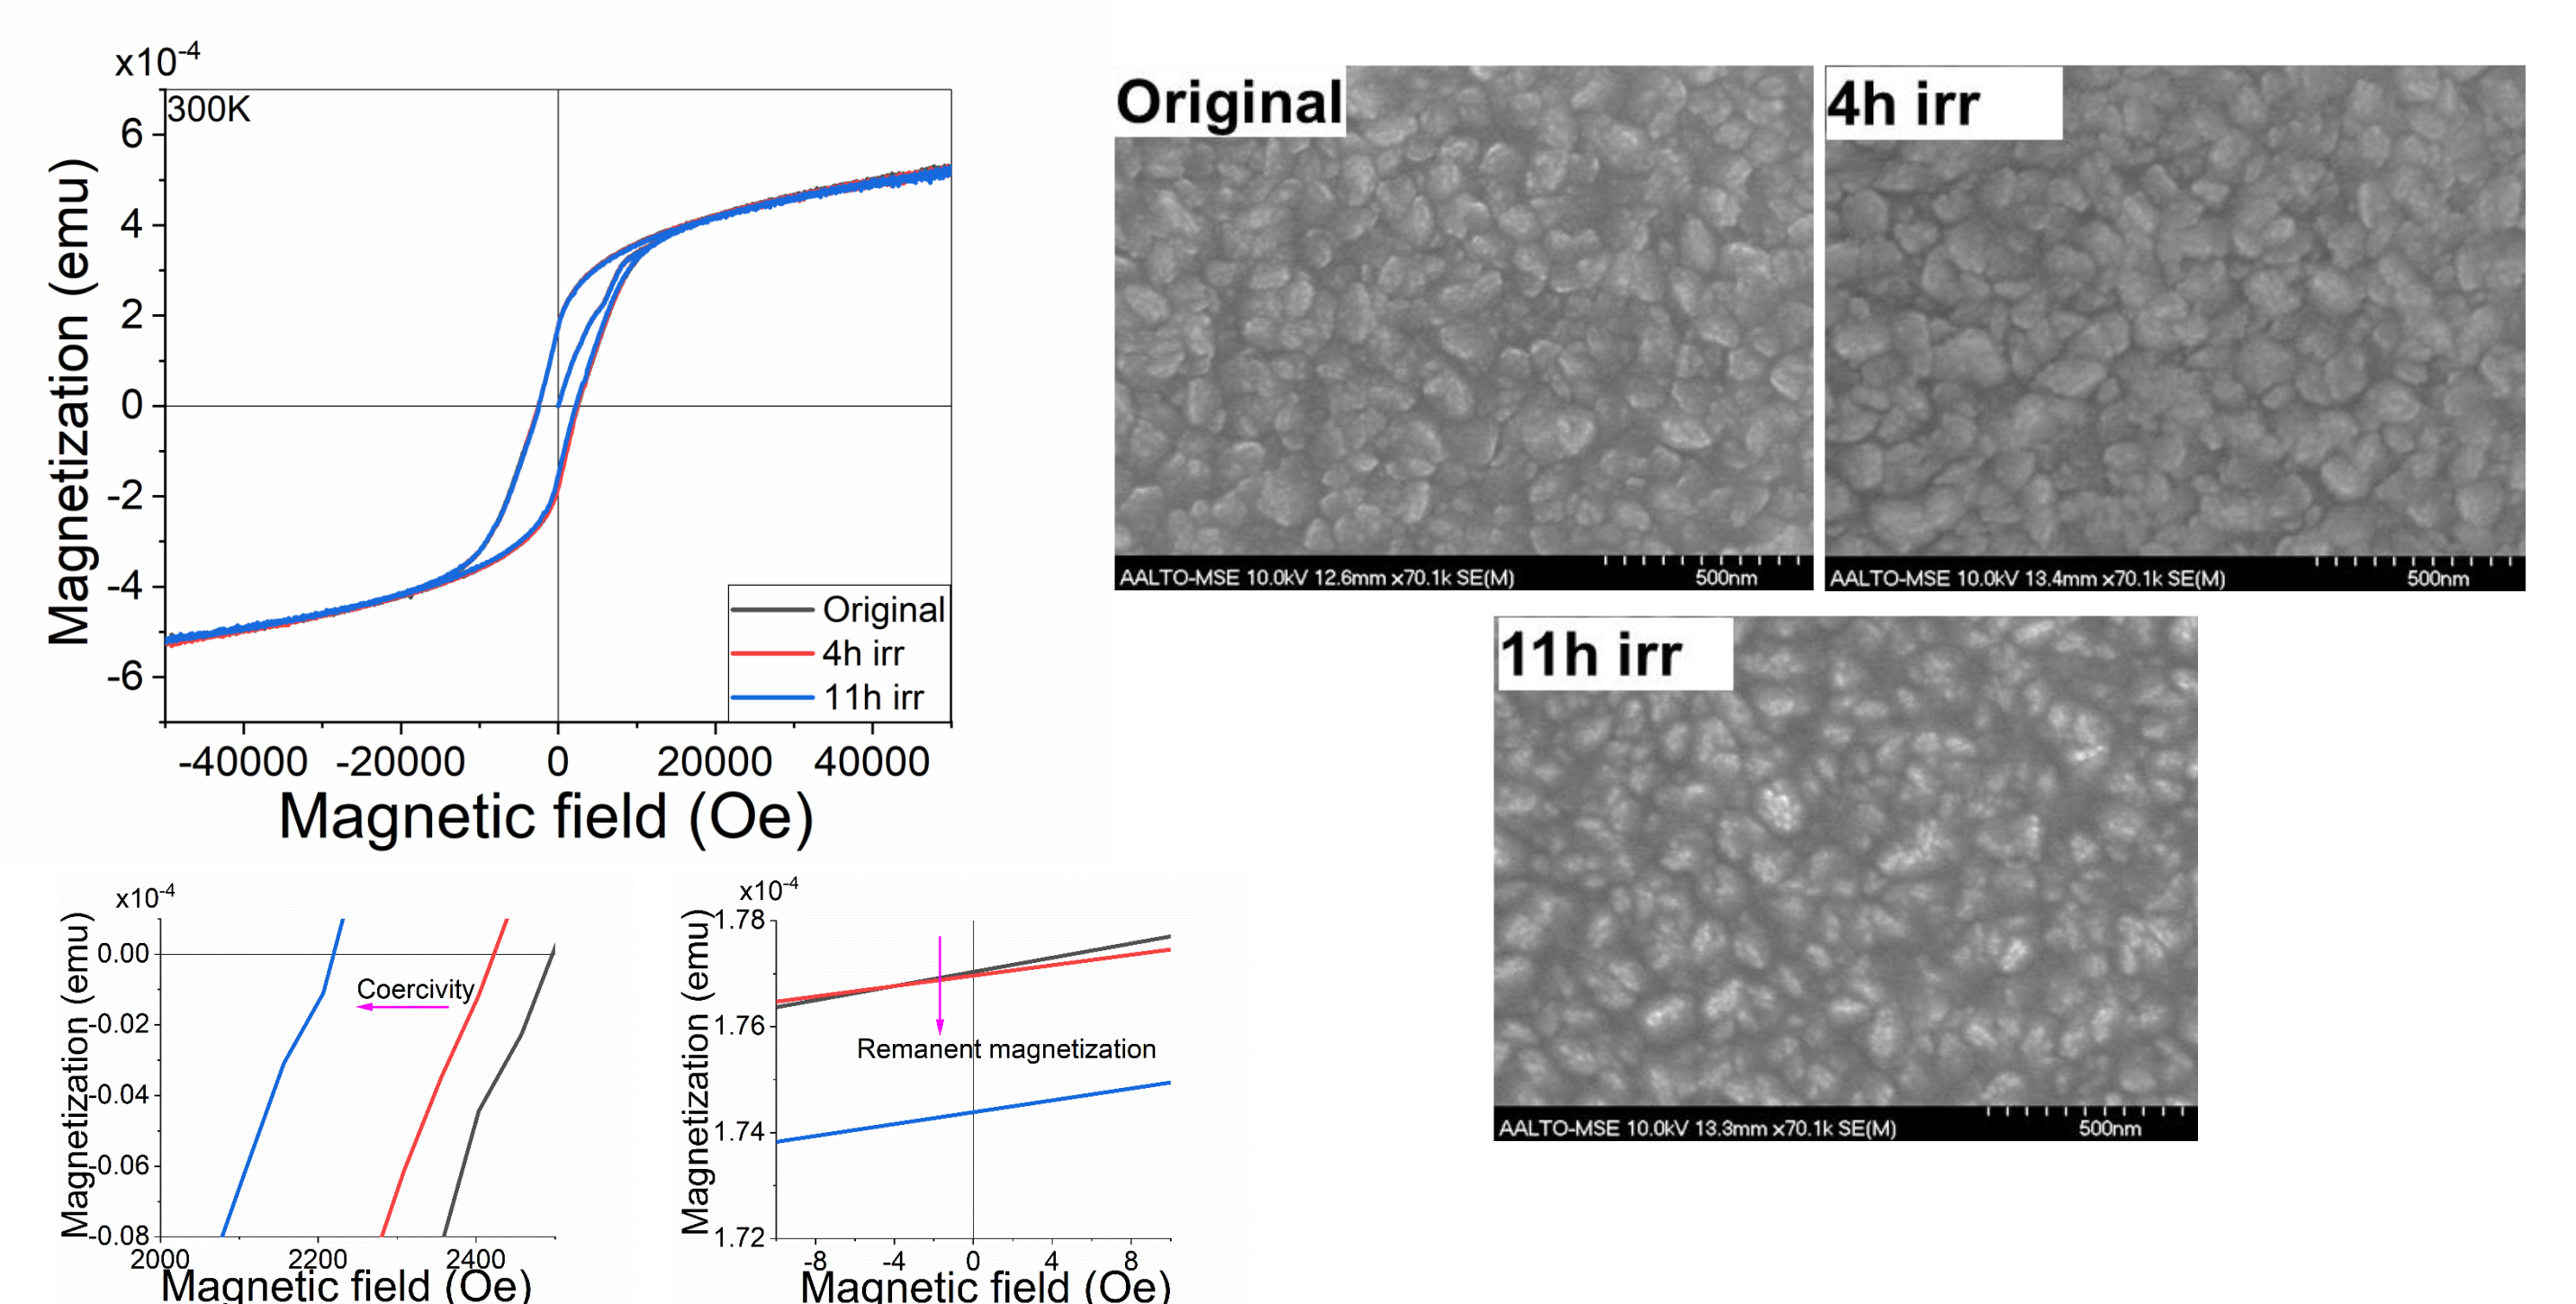 x10-4
300K
6
4
2
0
-2
-4
-6
Magnetization (emu)
Original
4h irr
11h irr
-40000 -20000 0 20000 40000
Magnetic field (Oe)
Original
AALTO-MSE 10.0kV 12.6mm x70.1k SE(M) 500nm
4h irr
AALTO-MSE 10.0kV 13.4mm x70.1k SE(M) 500nm
11h irr
AALTO-MSE 10.0kV 13.3mm x70.1k SE(M) 500nm
x10-4
0.00
-0.02
-0.04
-0.06
-0.08
Magnetization (emu)
Coercivity
2000 2200 2400
Magnetic field (Oe)
x10-4
1.78
1.76
1.74
1.72
Magnetization (emu)
Remanent magnetization
-8 -4 0 4 8
Magnetic field (Oe)